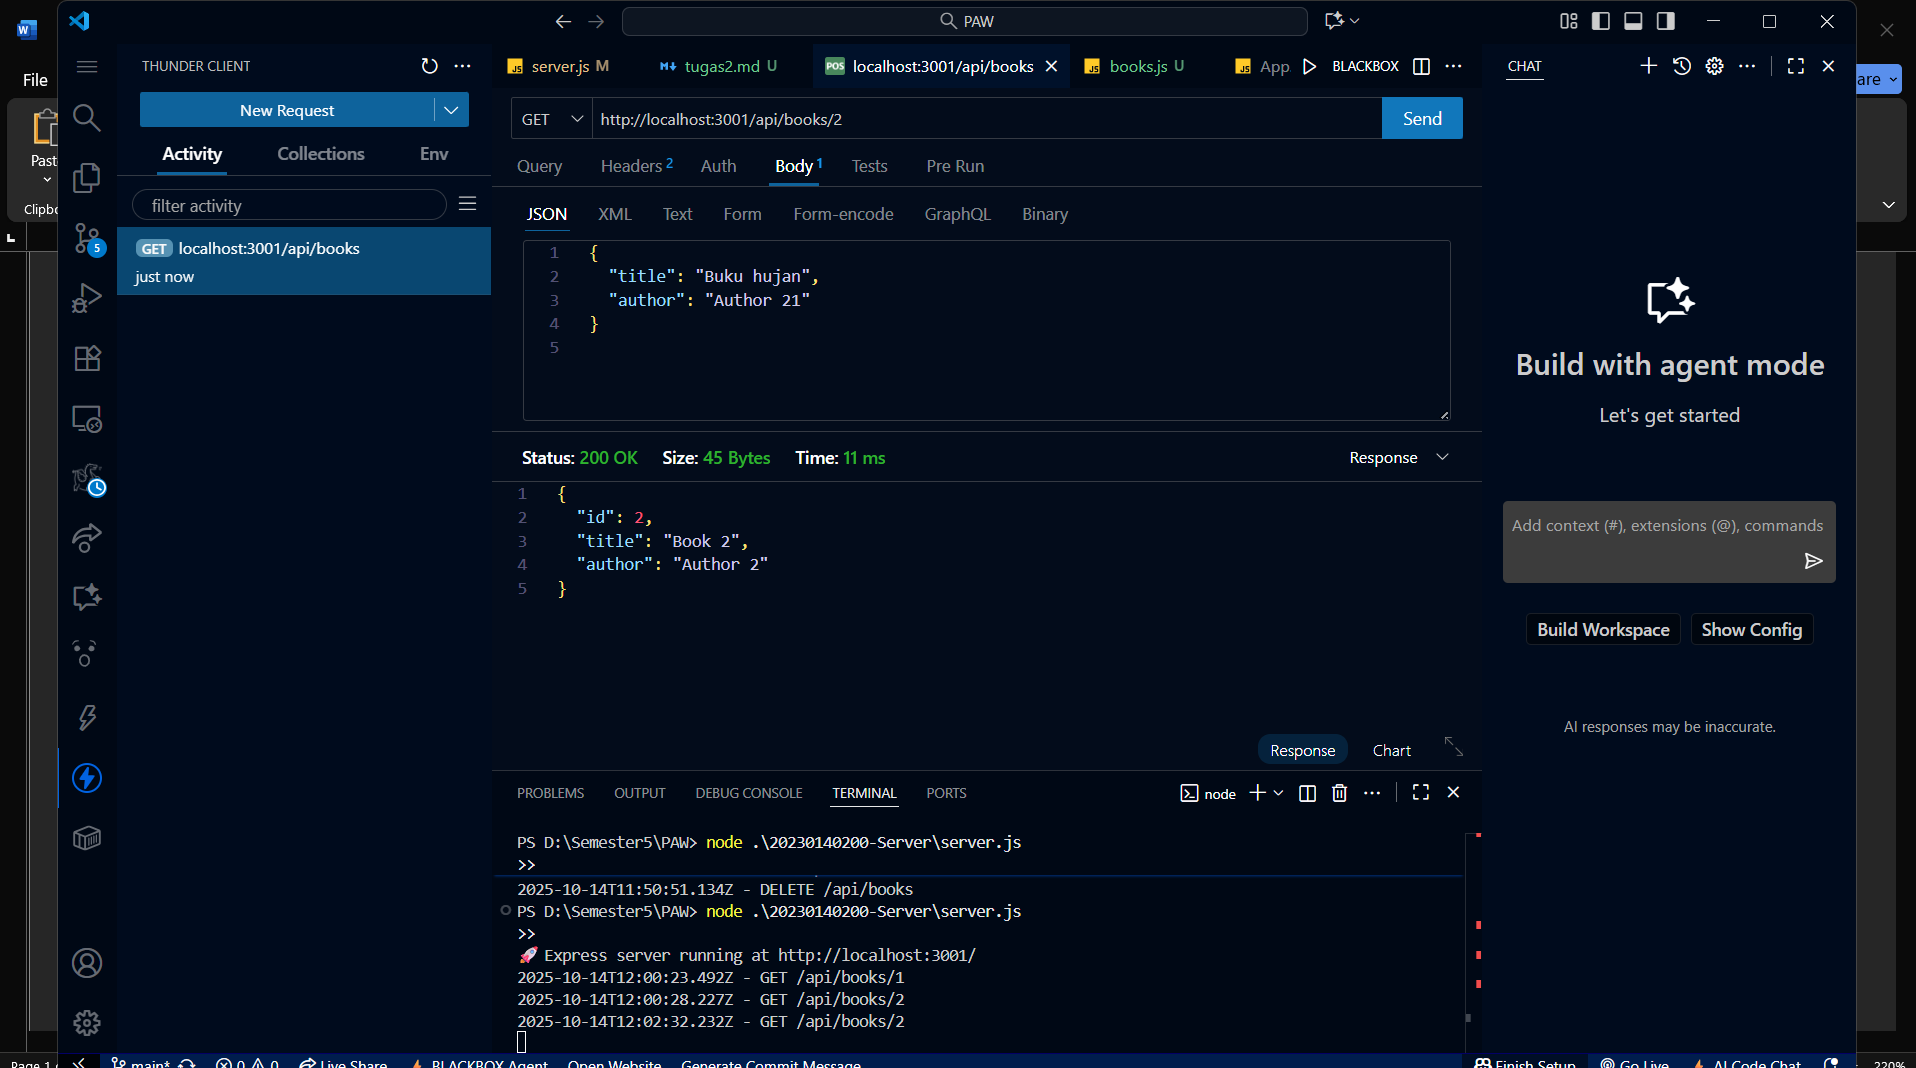 PAW
File
are
Paste
Clipb
THUNDER CLIENT
New Request
Activity
Collections
Env
filter activity
GET localhost:3001/api/books
just now
5
server.js M
tugas2.md U
POS localhost:3001/api/books
books.js U
App
BLACKBOX
GET
http://localhost:3001/api/books/2
Send
Query
Headers 2
Auth
Body 1
Tests
Pre Run
JSON
XML
Text
Form
Form-encode
GraphQL
Binary
1 {
2 "title": "Buku hujan",
3 "author": "Author 21"
4 }
5
Status: 200 OK Size: 45 Bytes Time: 11 ms
Response
1 {
2 "id": 2,
3 "title": "Book 2",
4 "author": "Author 2"
5 }
Response
Chart
PROBLEMS
OUTPUT
DEBUG CONSOLE
TERMINAL
PORTS
node
PS D:\Semester5\PAW> node .\20230140200-Server\server.js
>>
2025-10-14T11:50:51.134Z - DELETE /api/books
PS D:\Semester5\PAW> node .\20230140200-Server\server.js
>>
🚀 Express server running at http://localhost:3001/
2025-10-14T12:00:23.492Z - GET /api/books/1
2025-10-14T12:00:28.227Z - GET /api/books/2
2025-10-14T12:02:32.232Z - GET /api/books/2
CHAT
Build with agent mode
Let's get started
Add context (#), extensions (@), commands
Build Workspace
Show Config
AI responses may be inaccurate.
Page 1
main*
0
0
Live Share
BLACKBOX Agent
Open Website
Generate Commit Message
Finish Setup
Go Live
AI Code Chat
220%